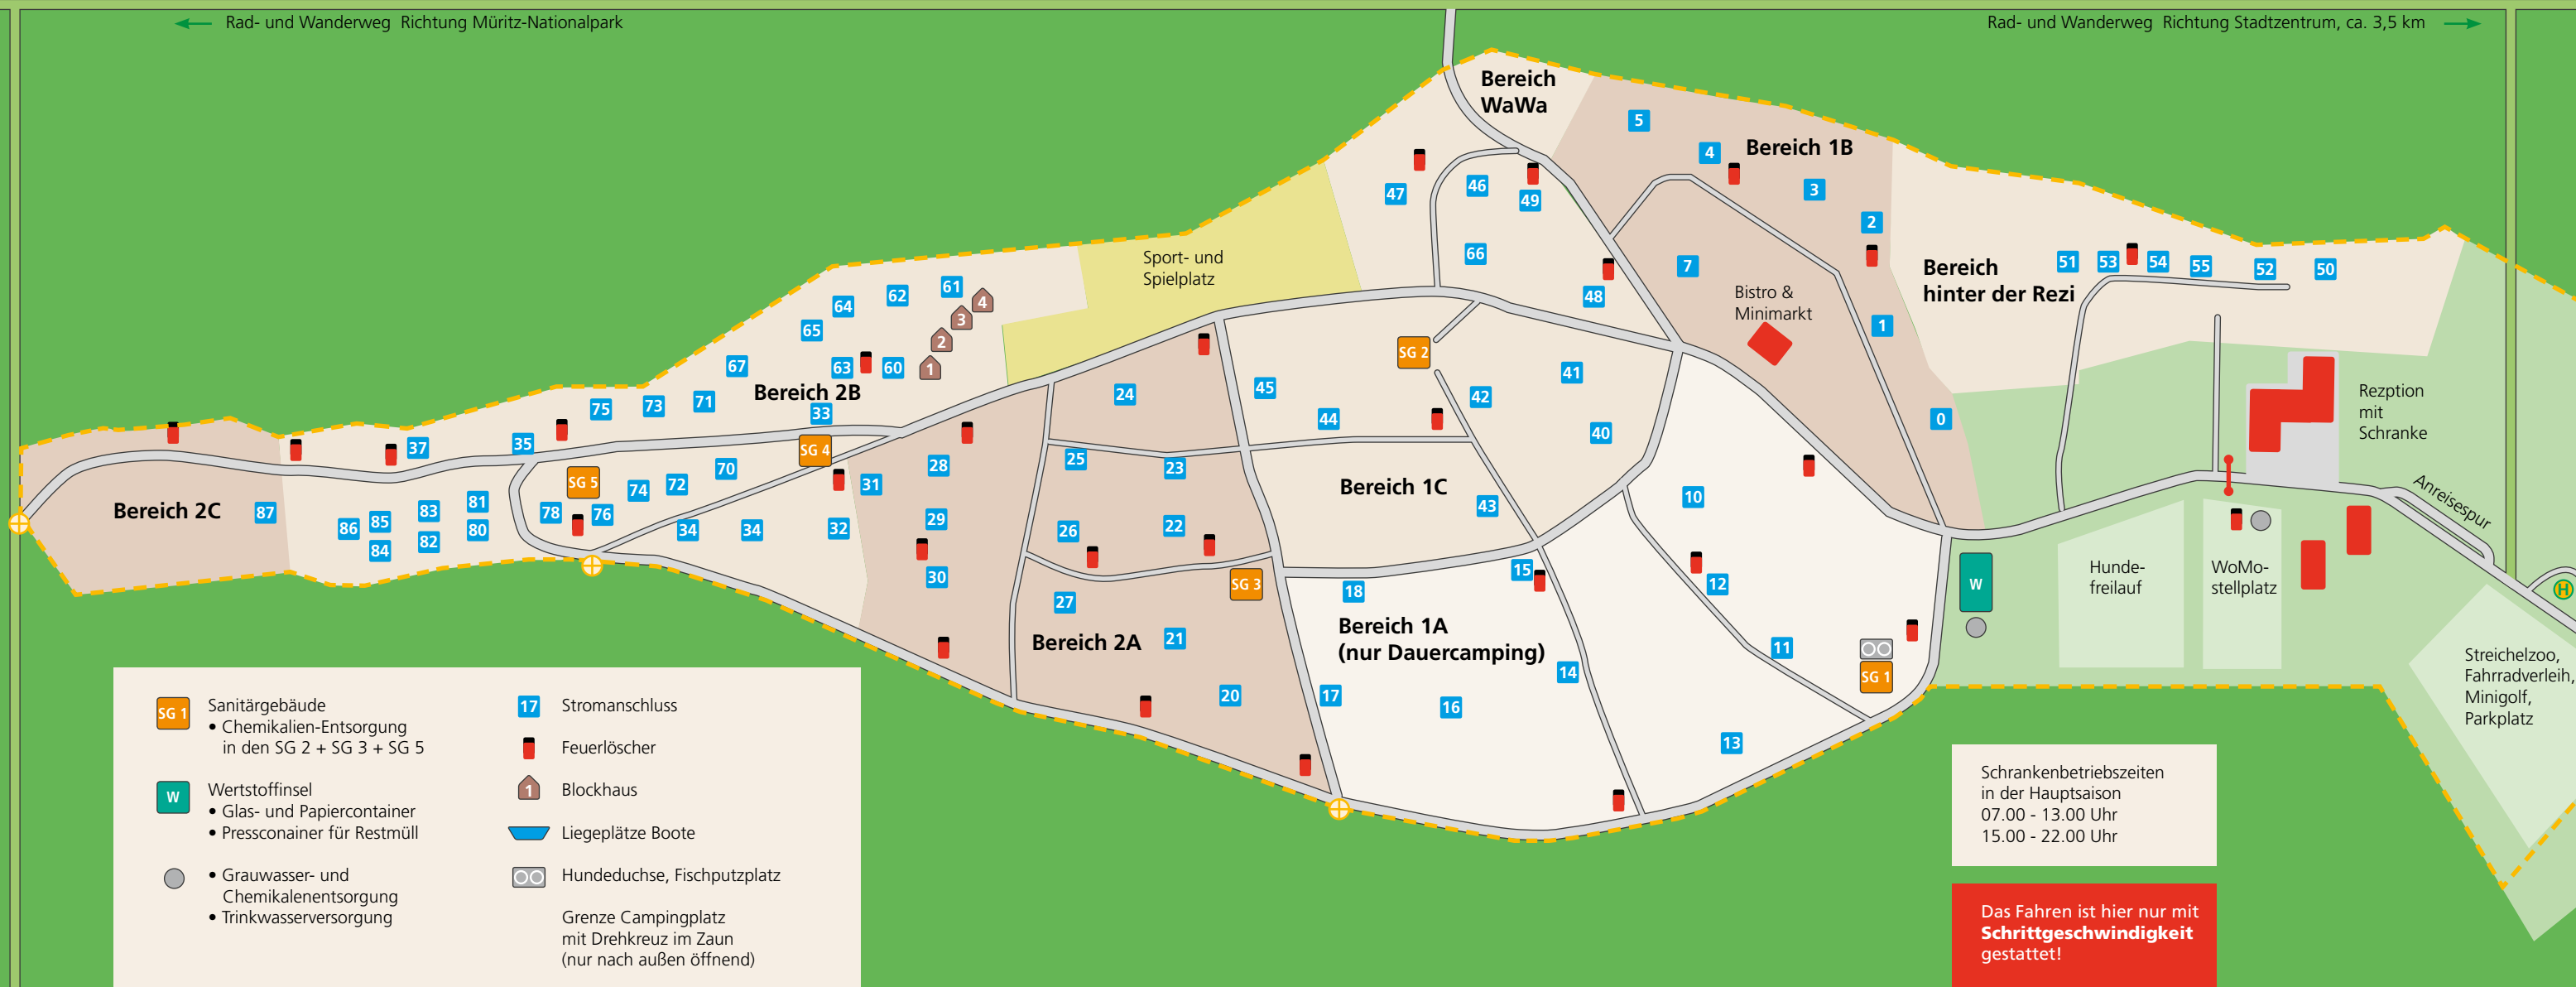 Rad- und Wanderweg Richtung Müritz-Nationalpark
Rad- und Wanderweg Richtung Stadtzentrum, ca. 3,5 km
Bereich
WaWa
5
4
Bereich 1B
3
2
47
46
49
66
7
48
Bistro &
Minimarkt
1
0
Bereich
hinter der Rezi
51
53
54
55
52
50
Sport- und
Spielplatz
61
62
64
65
4
3
2
1
67
63
60
Bereich 2B
33
75
73
71
35
37
SG 4
SG 5
70
72
74
76
78
34
34
32
31
81
80
83
82
85
84
86
87
Bereich 2C
28
29
30
24
25
23
26
22
27
SG 3
Bereich 2A
21
20
45
44
SG 2
42
41
40
Bereich 1C
43
10
15
12
18
Bereich 1A
(nur Dauercamping)
17
16
14
11
13
SG 1
W
Rezption
mit
Schranke
Anreisespur
Hunde-
freilauf
WoMo-
stellplatz
H
Streichelzoo,
Fahrradverleih,
Minigolf,
Parkplatz
SG 1
Sanitärgebäude
• Chemikalien-Entsorgung
in den SG 2 + SG 3 + SG 5
W
Wertstoffinsel
• Glas- und Papiercontainer
• Pressconainer für Restmüll
• Grauwasser- und
Chemikalenentsorgung
• Trinkwasserversorgung
17
Stromanschluss
Feuerlöscher
1
Blockhaus
Liegeplätze Boote
Hundeduchse, Fischputzplatz
Grenze Campingplatz
mit Drehkreuz im Zaun
(nur nach außen öffnend)
Schrankenbetriebszeiten
in der Hauptsaison
07.00 - 13.00 Uhr
15.00 - 22.00 Uhr
Das Fahren ist hier nur mit
Schrittgeschwindigkeit
gestattet!